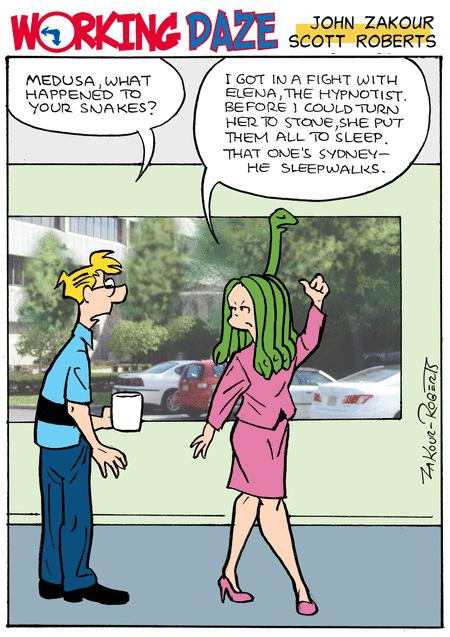 WORKING DAZE
JOHN ZAKOUR
SCOTT ROBERTS
MEDUSA, WHAT
HAPPENED TO
YOUR SNAKES?
I GOT IN A FIGHT WITH
ELENA, THE HYPNOTIST.
BEFORE I COULD TURN
HER TO STONE, SHE PUT
THEM ALL TO SLEEP.
THAT ONE'S SYDNEY—
HE SLEEPWALKS.
ZAKOUR-ROBERTS